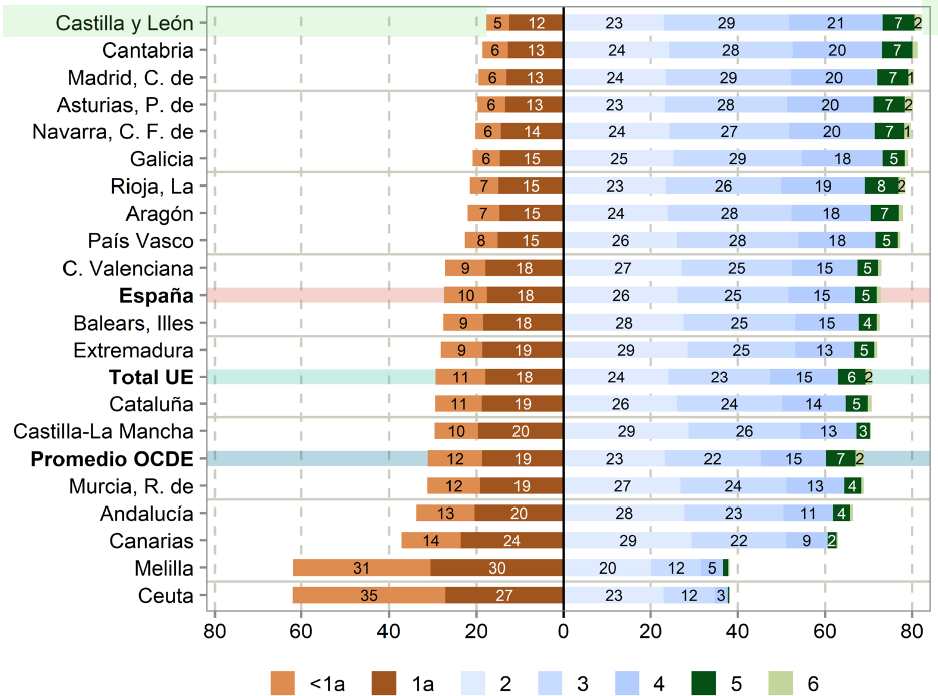 Castilla y León 5 12 23 29 21 7 2
Cantabria 6 13 24 28 20 7
Madrid, C. de 6 13 24 29 20 7 1
Asturias, P. de 6 13 23 28 20 7 2
Navarra, C. F. de 6 14 24 27 20 7 1
Galicia 6 15 25 29 18 5
Rioja, La 7 15 23 26 19 8 2
Aragón 7 15 24 28 18 7
País Vasco 8 15 26 28 18 5
C. Valenciana 9 18 27 25 15 5
España 10 18 26 25 15 5
Balears, Illes 9 18 28 25 15 4
Extremadura 9 19 29 25 13 5
Total UE 11 18 24 23 15 6 2
Cataluña 11 19 26 24 14 5
Castilla-La Mancha 10 20 29 26 13 3
Promedio OCDE 12 19 23 22 15 7 2
Murcia, R. de 12 19 27 24 13 4
Andalucía 13 20 28 23 11 4
Canarias 14 24 29 22 9 2
Melilla 31 30 20 12 5
Ceuta 35 27 23 12 3
80 60 40 20 0 20 40 60 80
<1a 1a 2 3 4 5 6